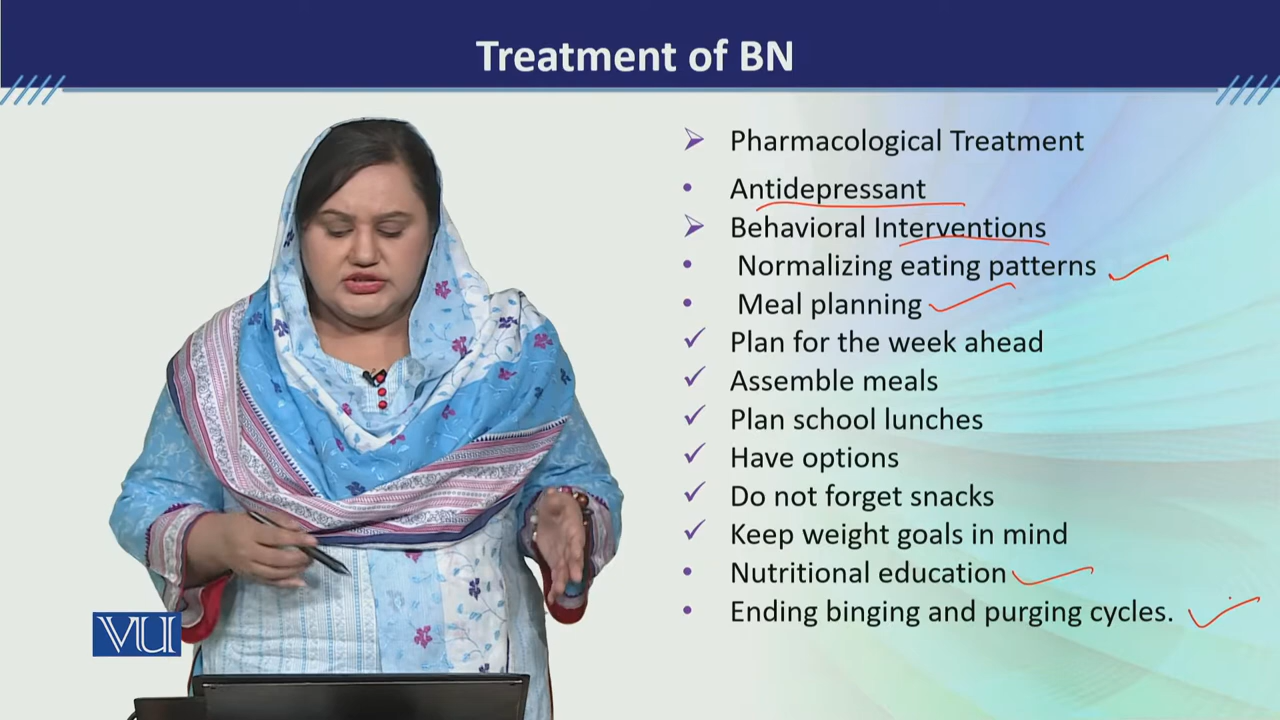 Treatment of BN
Pharmacological Treatment
Antidepressant
Behavioral Interventions
Normalizing eating patterns
Meal planning
Plan for the week ahead
Assemble meals
Plan school lunches
Have options
Do not forget snacks
Keep weight goals in mind
Nutritional education
Ending binging and purging cycles.
VU